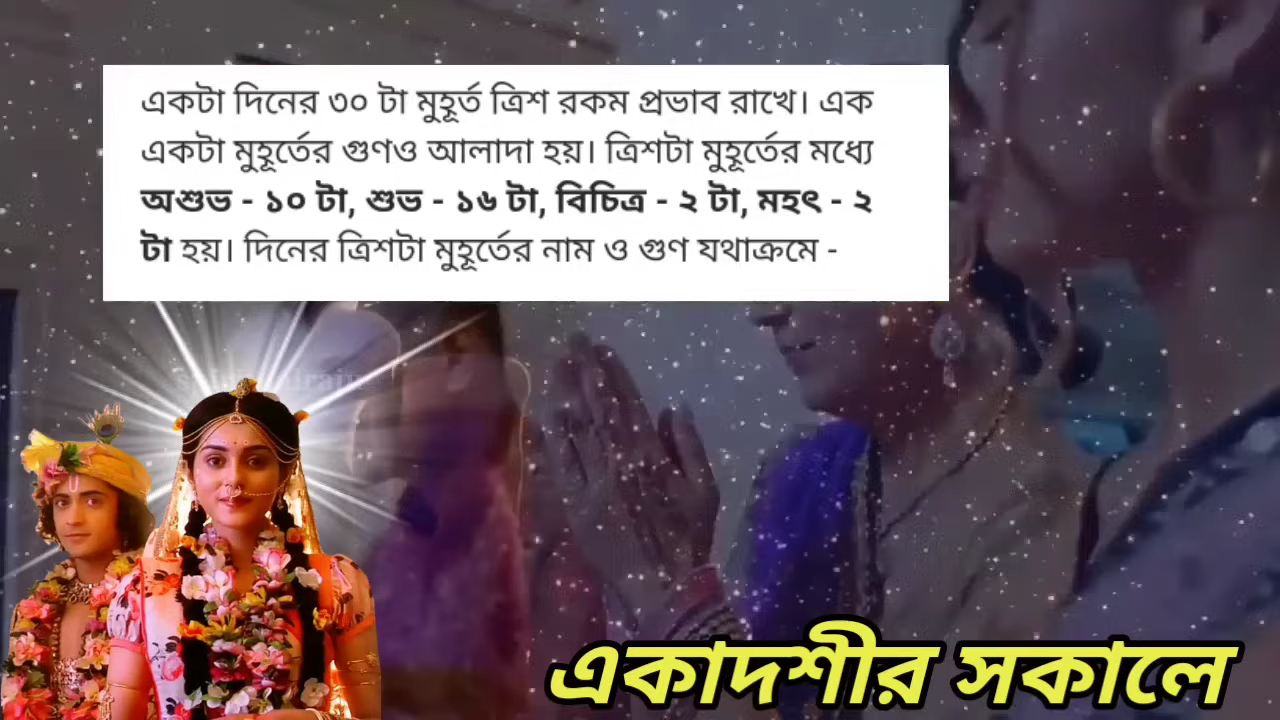 একটা দিনের ৩০ টা মুহূর্ত ত্রিশ রকম প্রভাব রাখে। এক
একটা মুহূর্তের গুণও আলাদা হয়। ত্রিশটা মুহূর্তের মধ্যে
অশুভ - ১০ টা, শুভ - ১৬ টা, বিচিত্র - ২ টা, মহৎ - ২
টা হয়। দিনের ত্রিশটা মুহূর্তের নাম ও গুণ যথাক্রমে -
একাদশীর সকালে